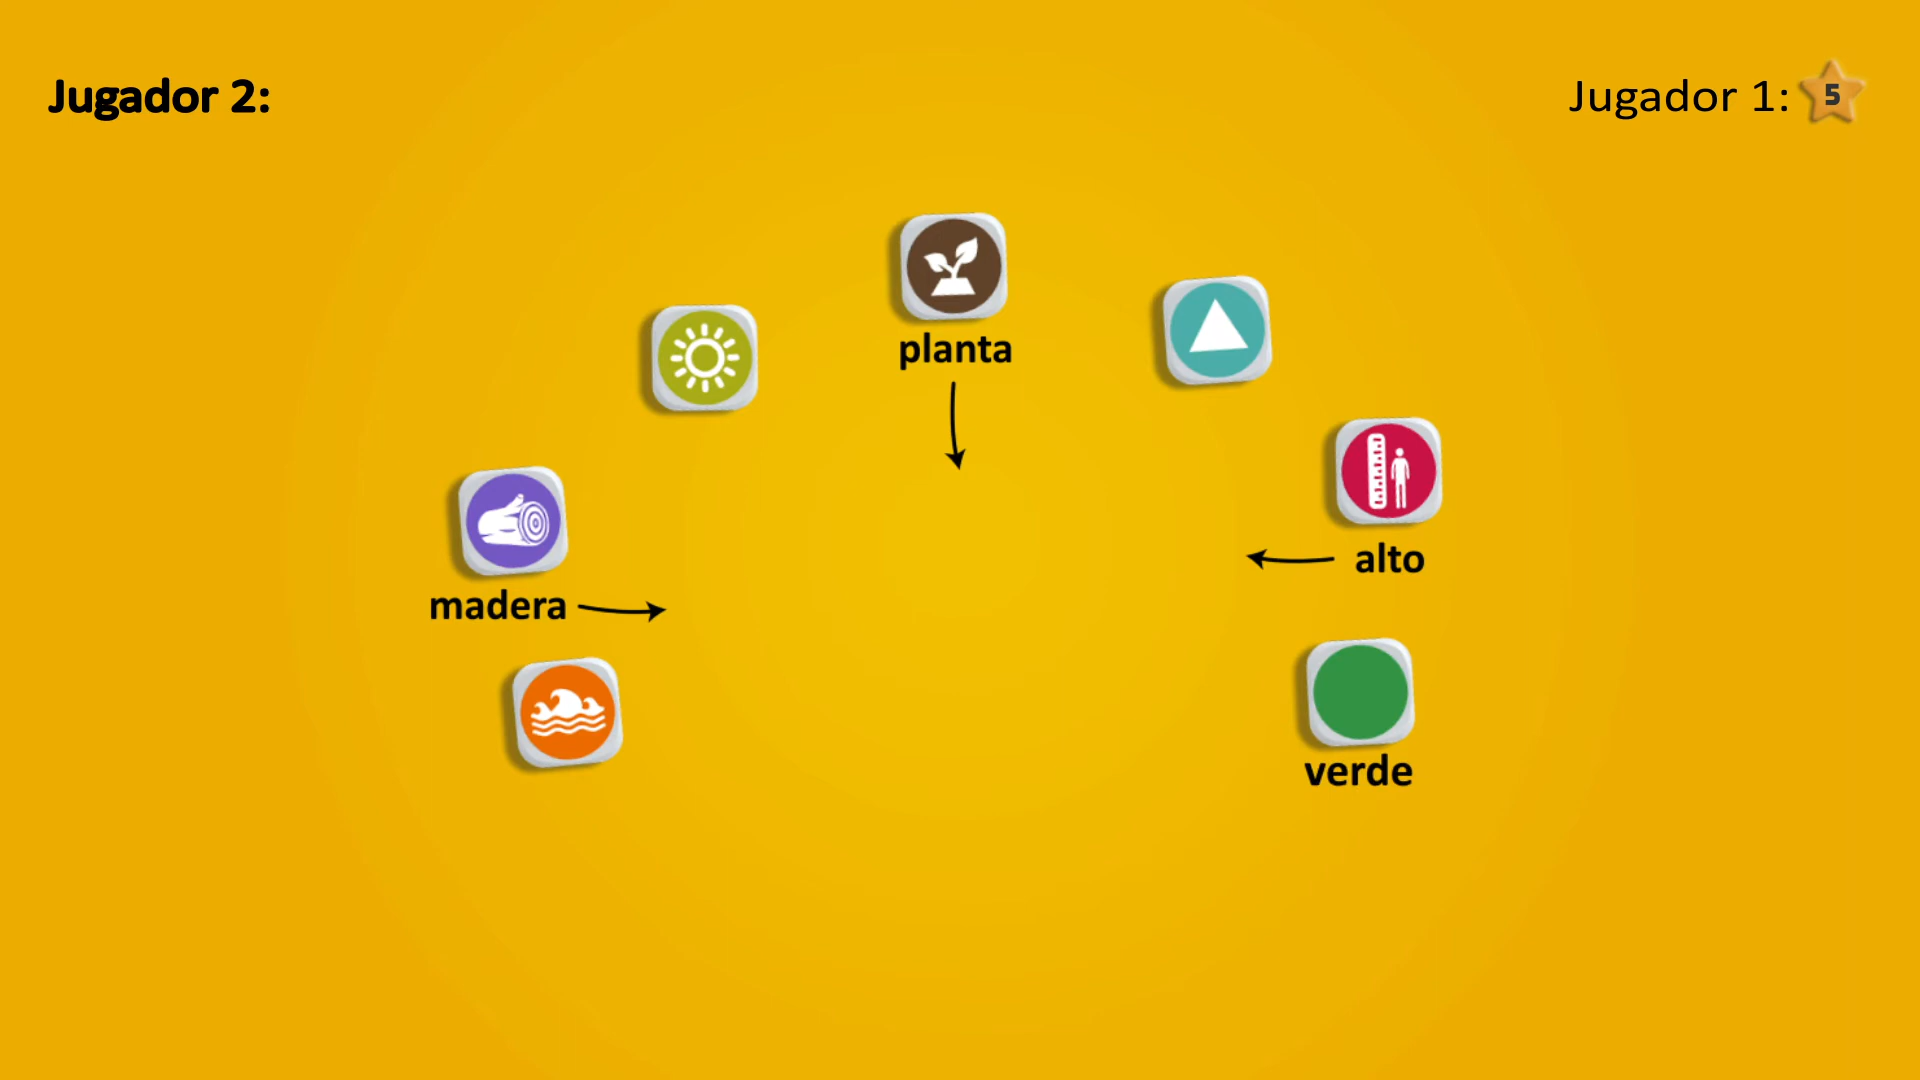 Jugador 2:
Jugador 1: 5
planta
alto
madera
verde